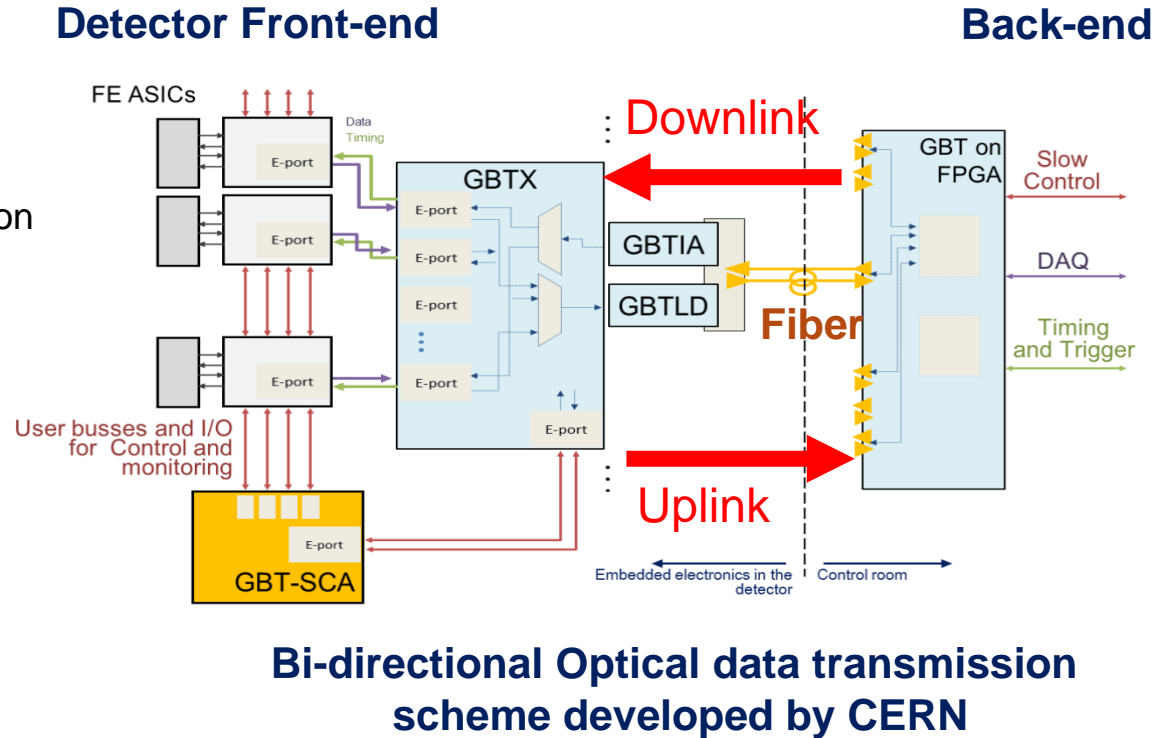 Detector Front-end
Back-end
FE ASICs
Data
Timing
E-port
on
E-port
E-port
User busses and I/O
for Control and
monitoring
E-port
GBT-SCA
GBTX
E-port
E-port
E-port
E-port
E-port
Downlink
GBTIA
GBTLD
Fiber
Uplink
GBT on
FPGA
Slow
Control
DAQ
Timing
and Trigger
Embedded electronics in the
detector
Control room
Bi-directional Optical data transmission
scheme developed by CERN